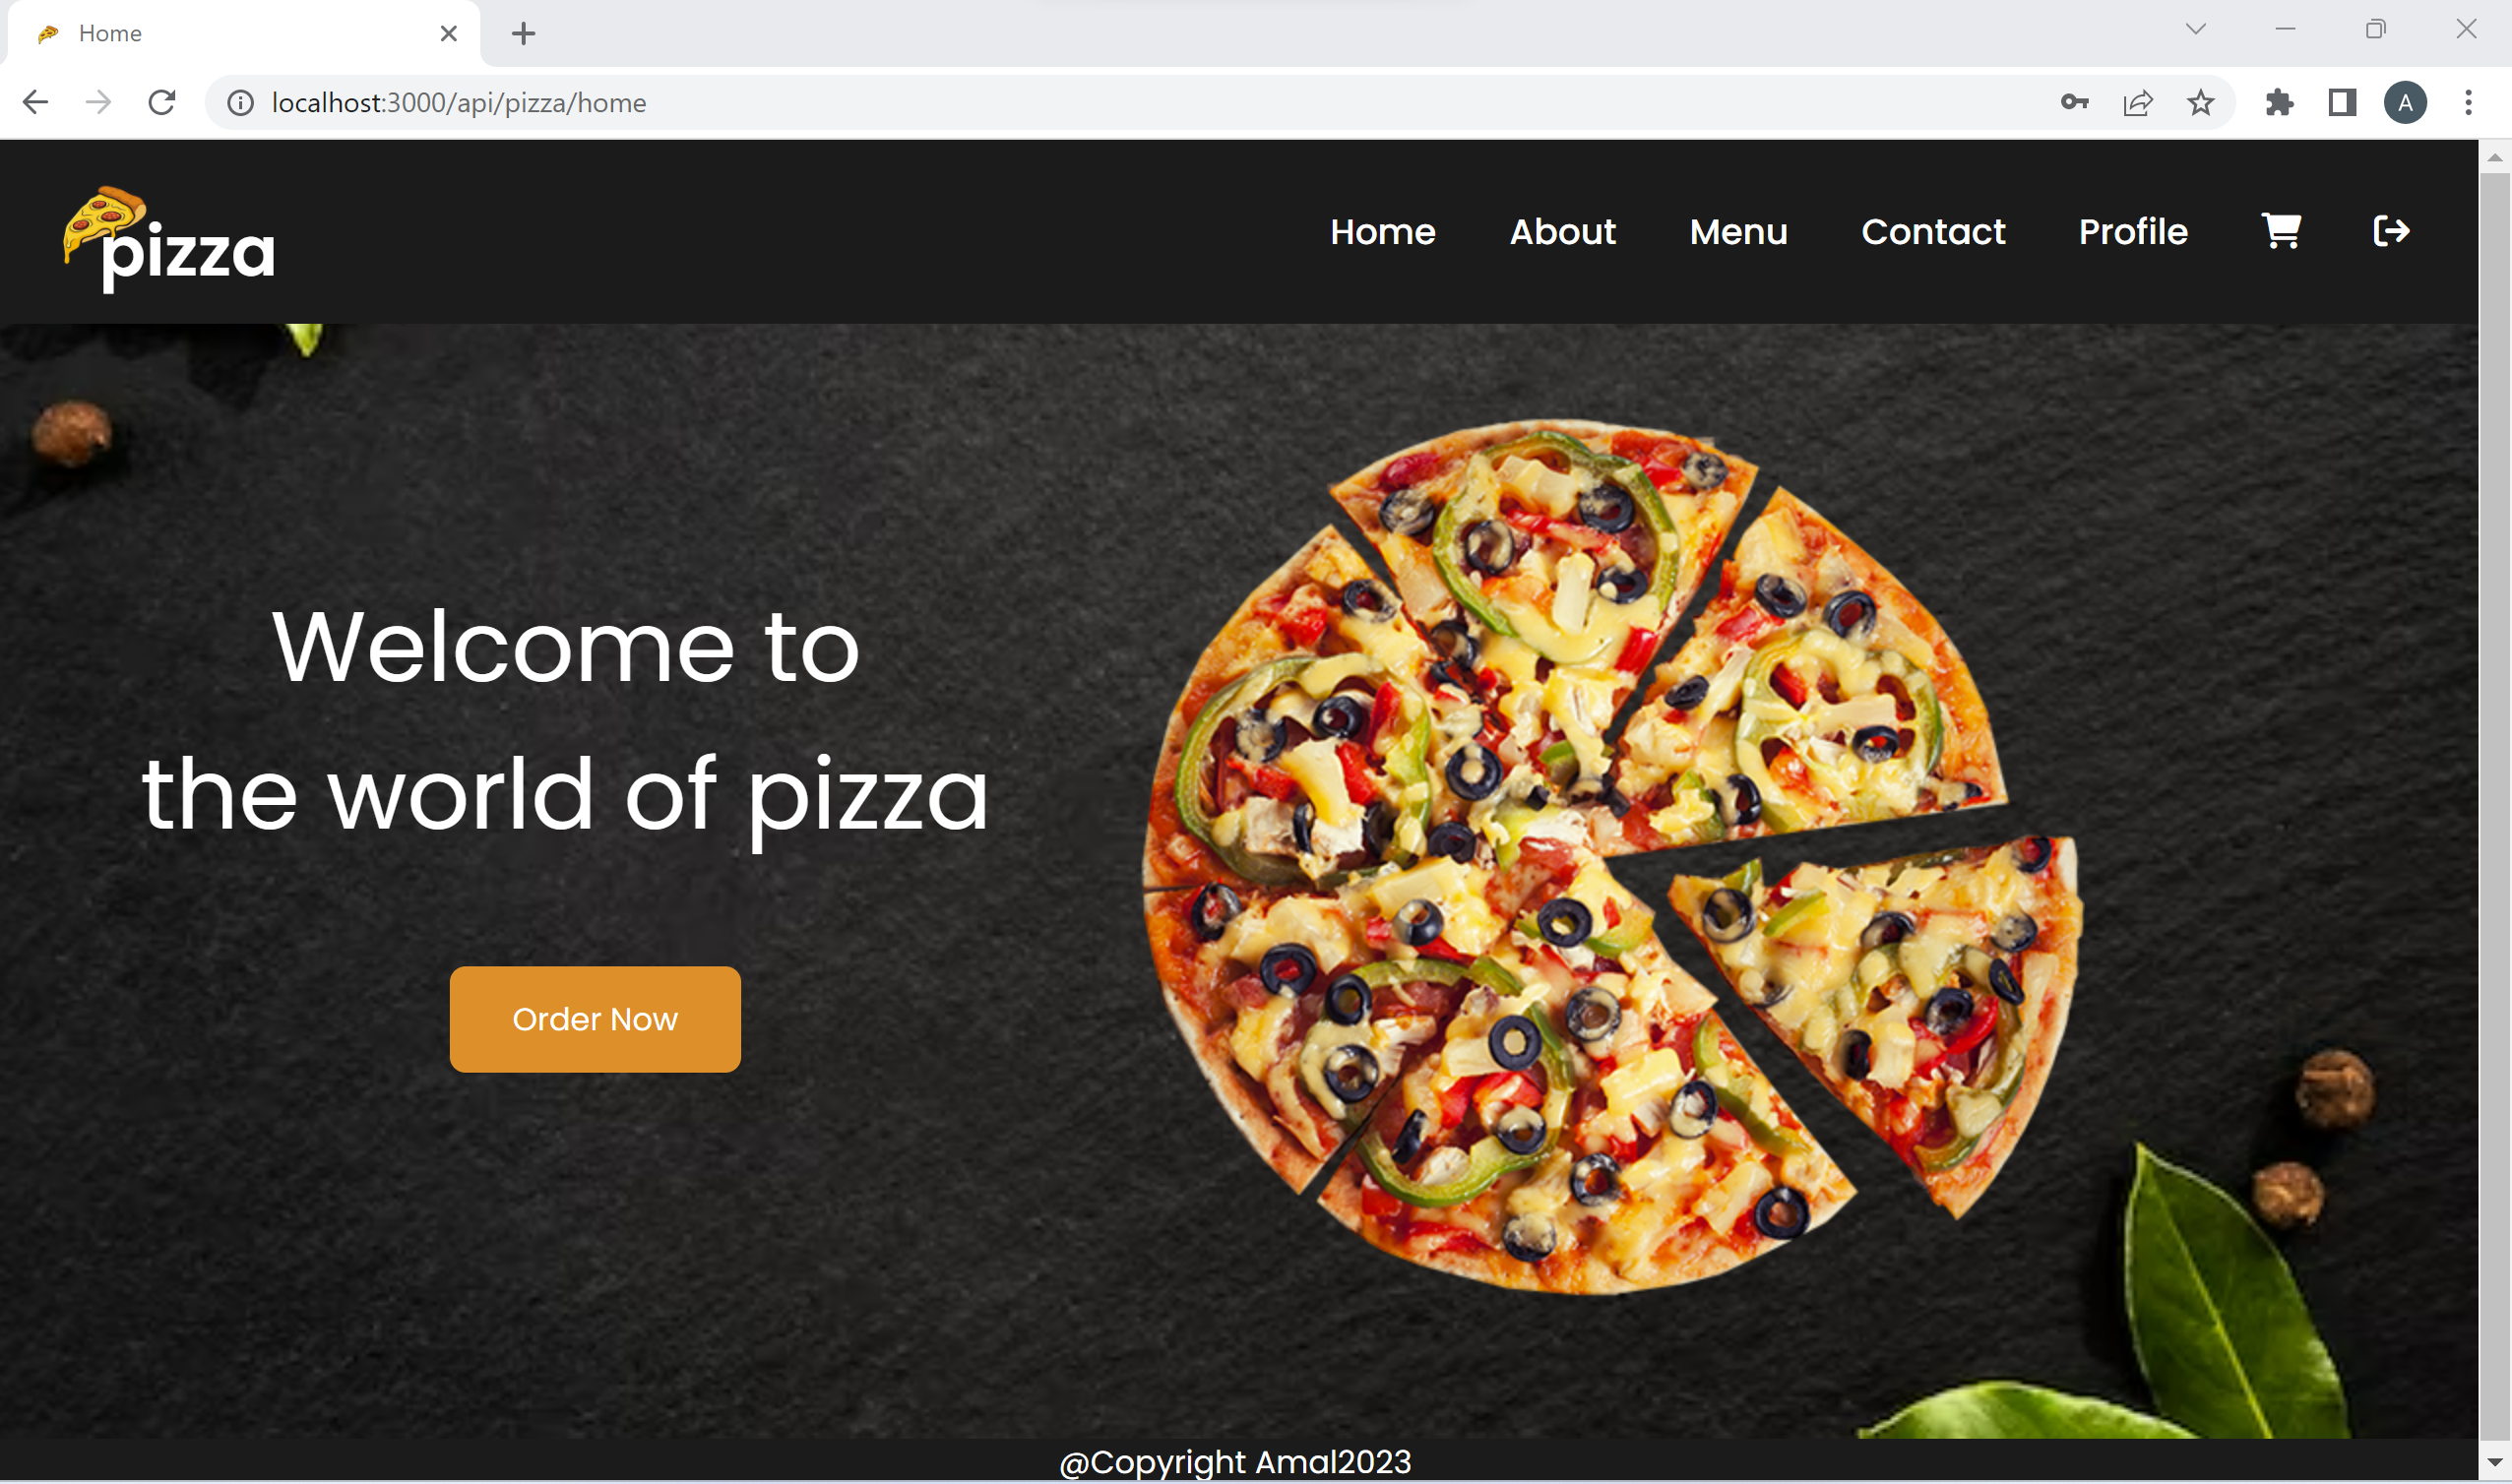 Home
localhost:3000/api/pizza/home
A
pizza
Home About Menu Contact Profile
Welcome to
the world of pizza
Order Now
@Copyright Amal2023